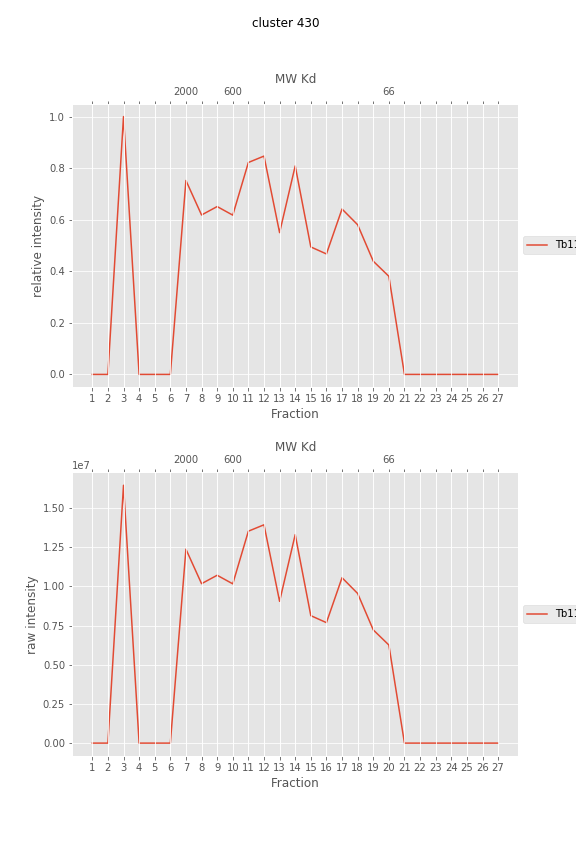 cluster 430
MW Kd
2000 600 66
1.0
0.8
0.6
0.4
0.2
0.0
relative intensity
Tb11
1 2 3 4 5 6 7 8 9 10 11 12 13 14 15 16 17 18 19 20 21 22 23 24 25 26 27
Fraction
MW Kd
1e7
2000 600 66
1.50
1.25
1.00
0.75
0.50
0.25
0.00
raw intensity
Tb11
1 2 3 4 5 6 7 8 9 10 11 12 13 14 15 16 17 18 19 20 21 22 23 24 25 26 27
Fraction